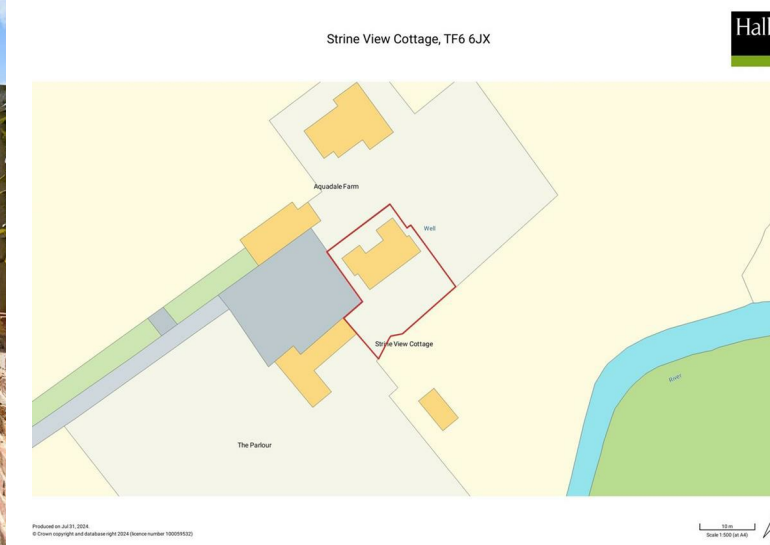 Strine View Cottage, TF6 6JX
Hall
Aquadale Farm
Well
Strine View Cottage
River
The Parlour
Produced on Jul 31, 2024.
© Crown copyright and database right 2024 (licence number 100059532)
10 m
Scale 1:500 (at A4)